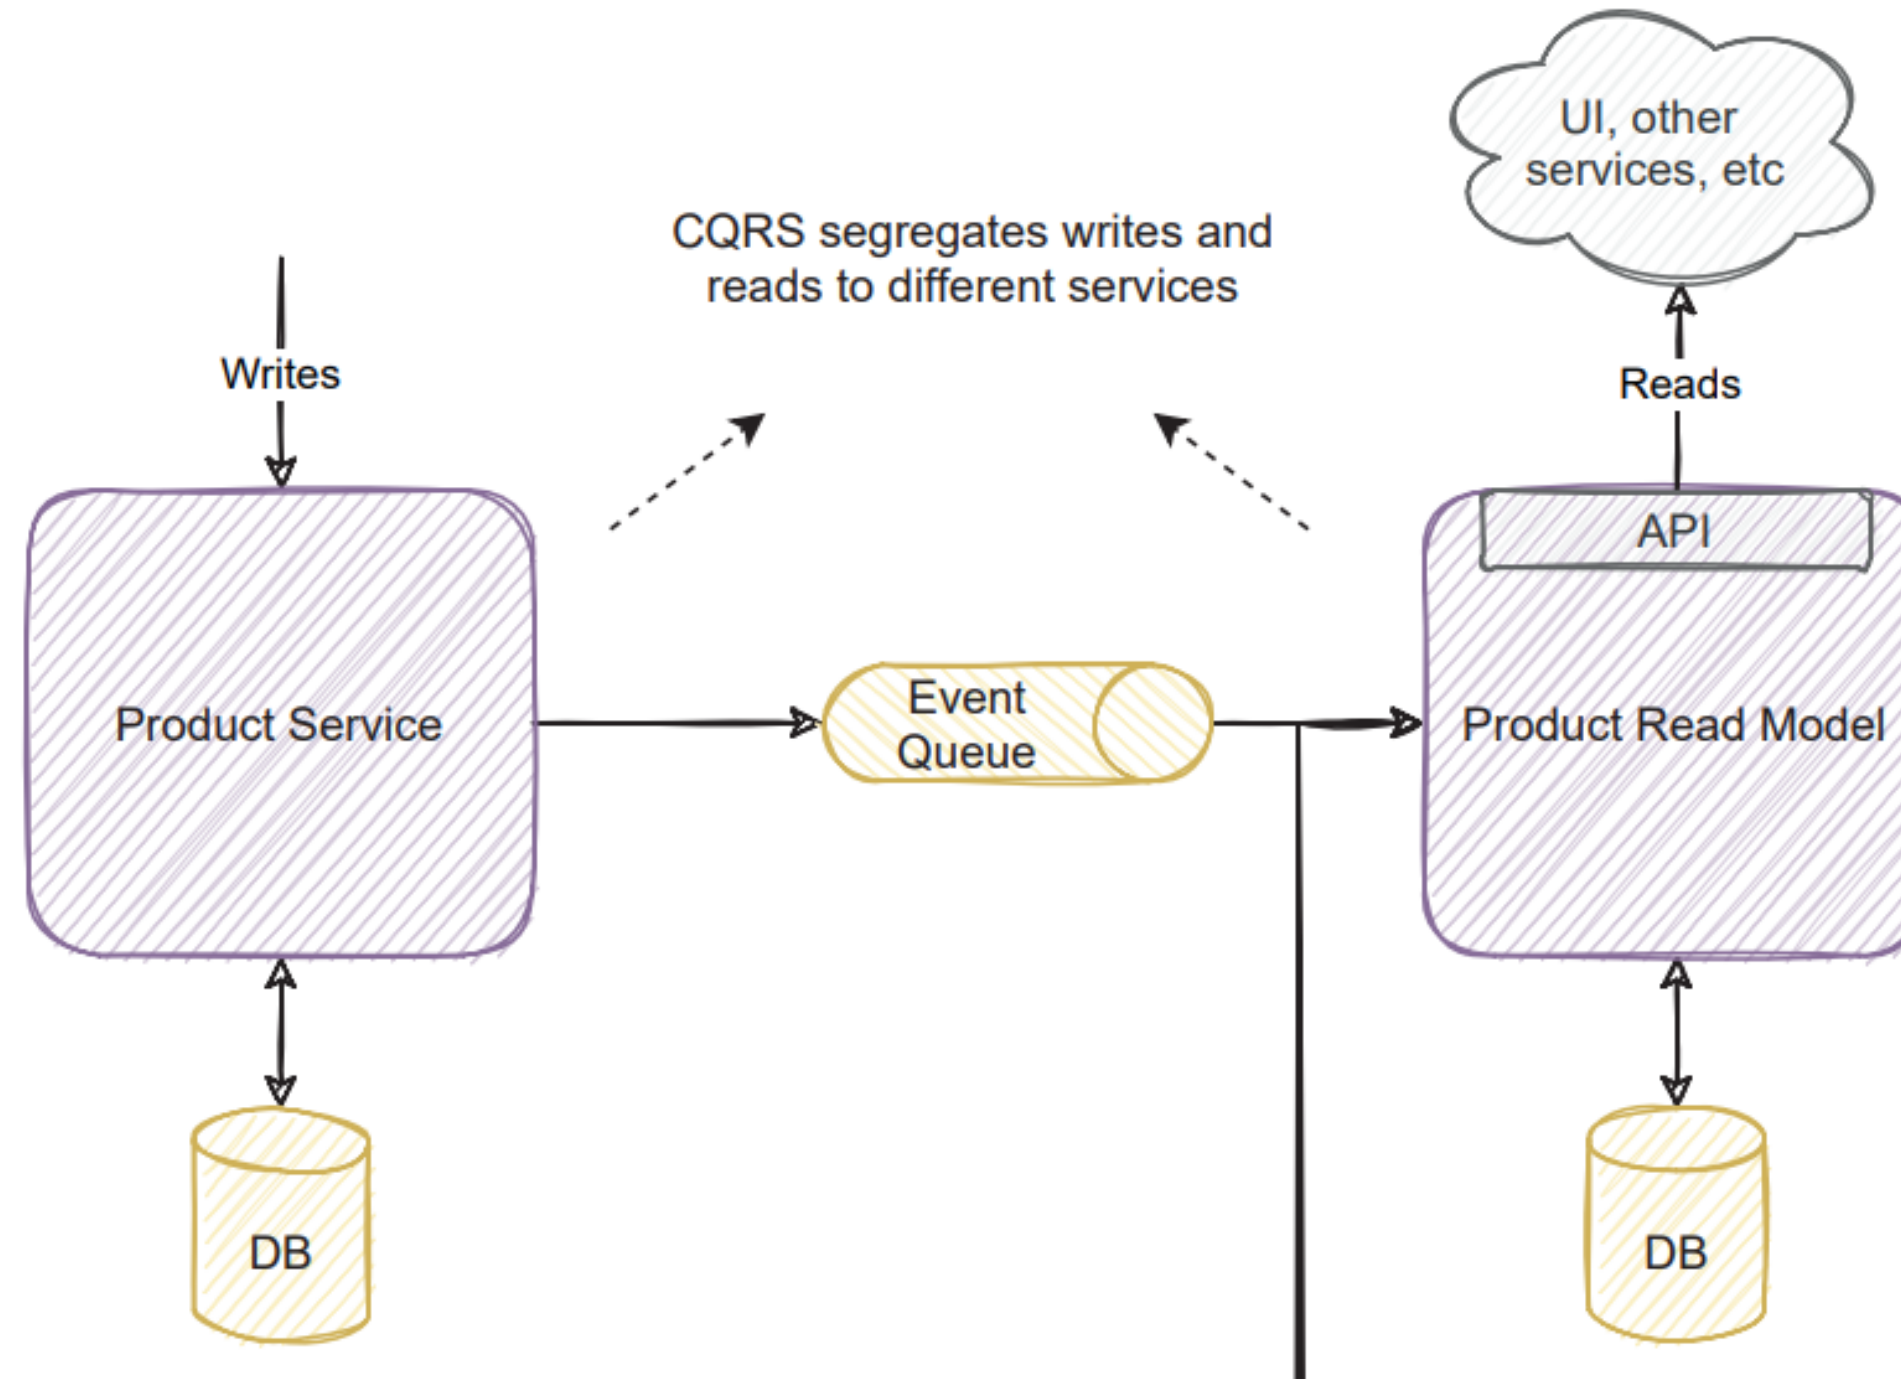 UI, other
services, etc
CQRS segregates writes and
reads to different services
Writes
Reads
API
Product Service
Event
Queue
Product Read Model
DB
DB